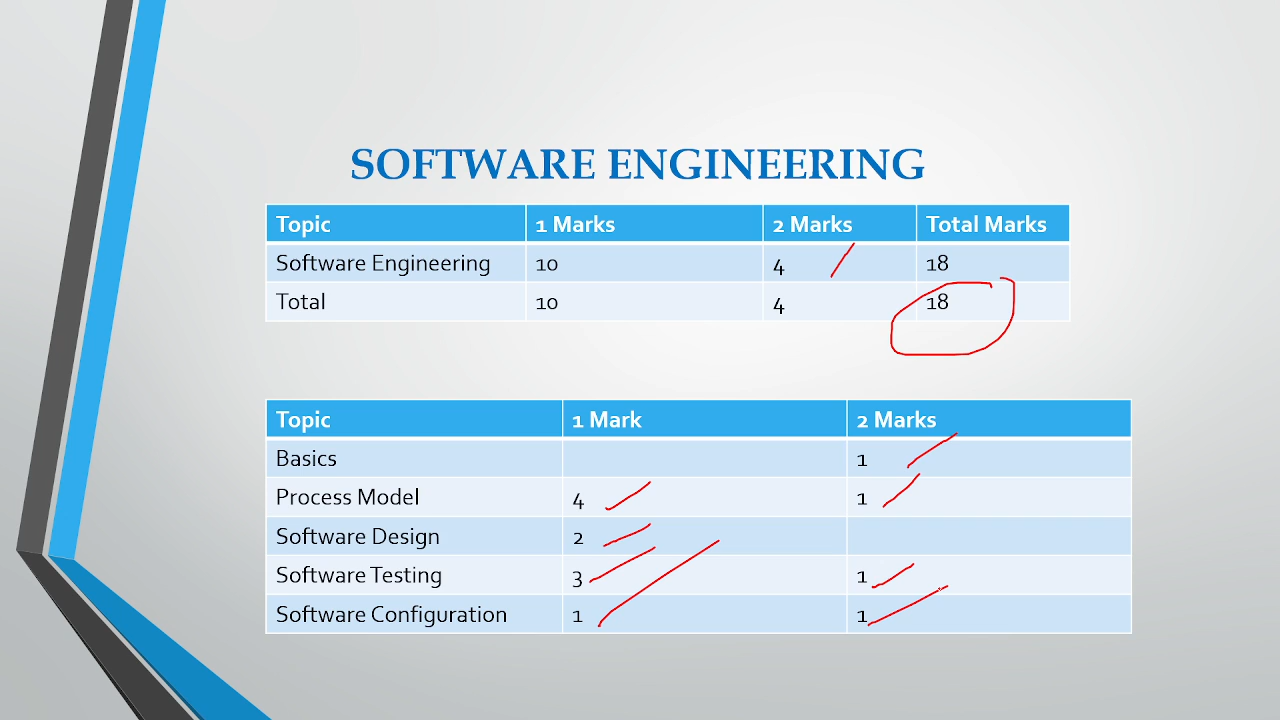 SOFTWARE ENGINEERING
Topic 1 Marks 2 Marks Total Marks
Software Engineering 10 4 18
Total 10 4 18
Topic 1 Mark 2 Marks
Basics 1
Process Model 4 1
Software Design 2
Software Testing 3 1
Software Configuration 1 1